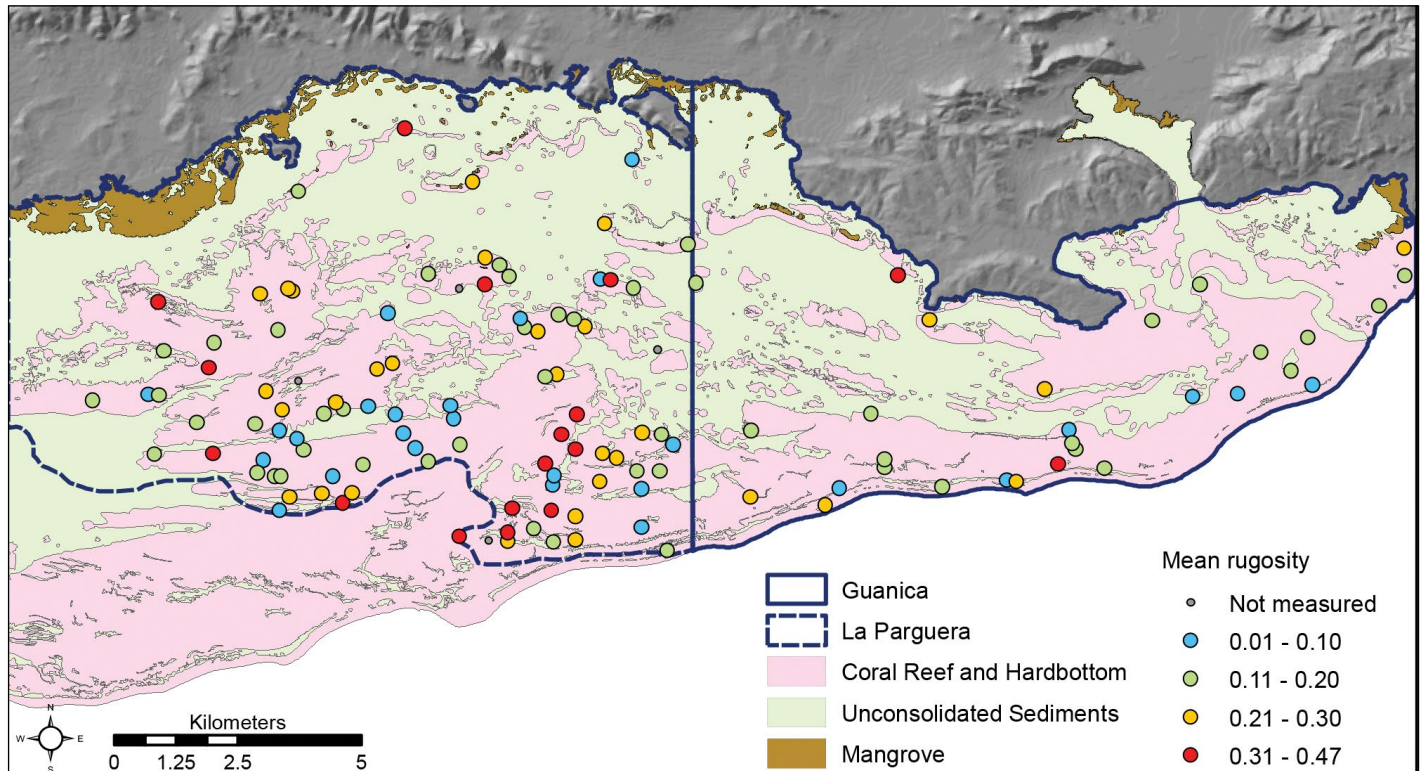 Mean rugosity
Guanica
Not measured
La Parguera
0.01 - 0.10
Coral Reef and Hardbottom
0.11 - 0.20
Unconsolidated Sediments
0.21 - 0.30
Mangrove
0.31 - 0.47
N
W
E
S
Kilometers
0 1.25 2.5 5